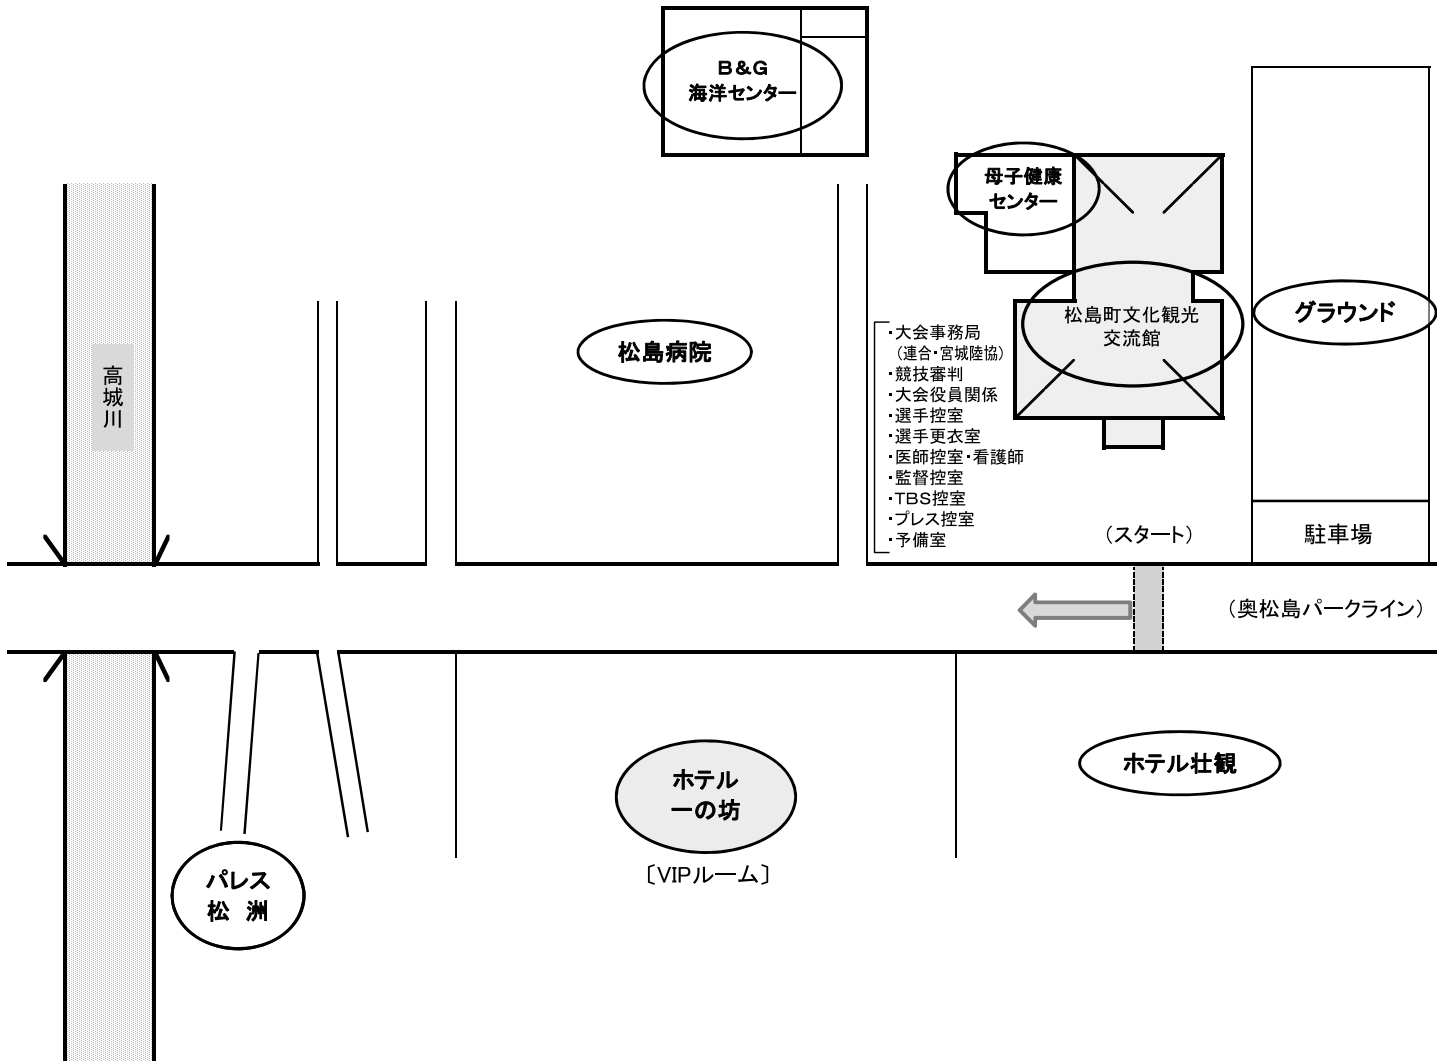 B&G
海洋センター
母子健康
センター
松島町文化観光
交流館
グラウンド
松島病院
高城川
・大会事務局
（連合・宮城陸協）
・競技審判
・大会役員関係
・選手控室
・選手更衣室
・医師控室・看護師
・監督控室
・TBS控室
・プレス控室
・予備室
（スタート）
駐車場
（奥松島パークライン）
ホテル
一の坊
〔VIPルーム〕
ホテル壮観
パレス
松　洲